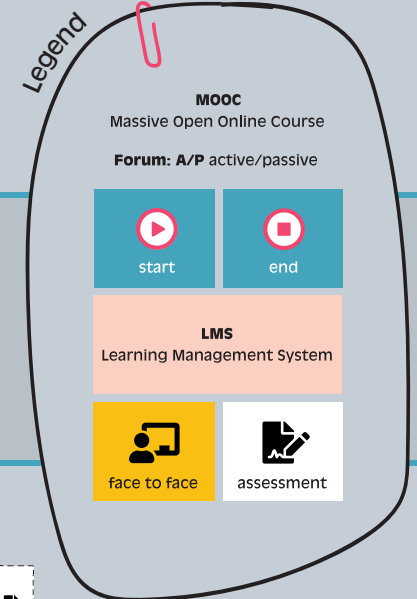 Legend
MOOC
Massive Open Online Course
Forum: A/P active/passive
start
end
LMS
Learning Management System
face to face
assessment